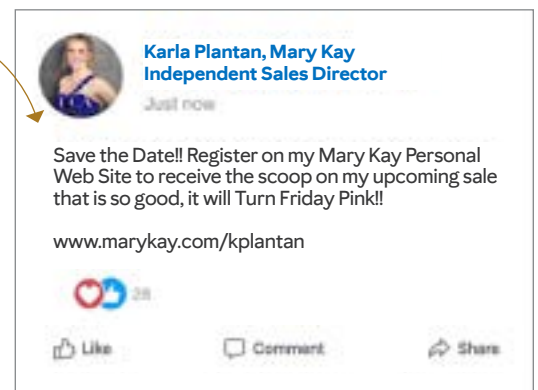 Karla Plantan, Mary Kay
Independent Sales Director
Just now
Save the Date!! Register on my Mary Kay Personal
Web Site to receive the scoop on my upcoming sale
that is so good, it will Turn Friday Pink!!
www.marykay.com/kplantan
28
Like Comment Share